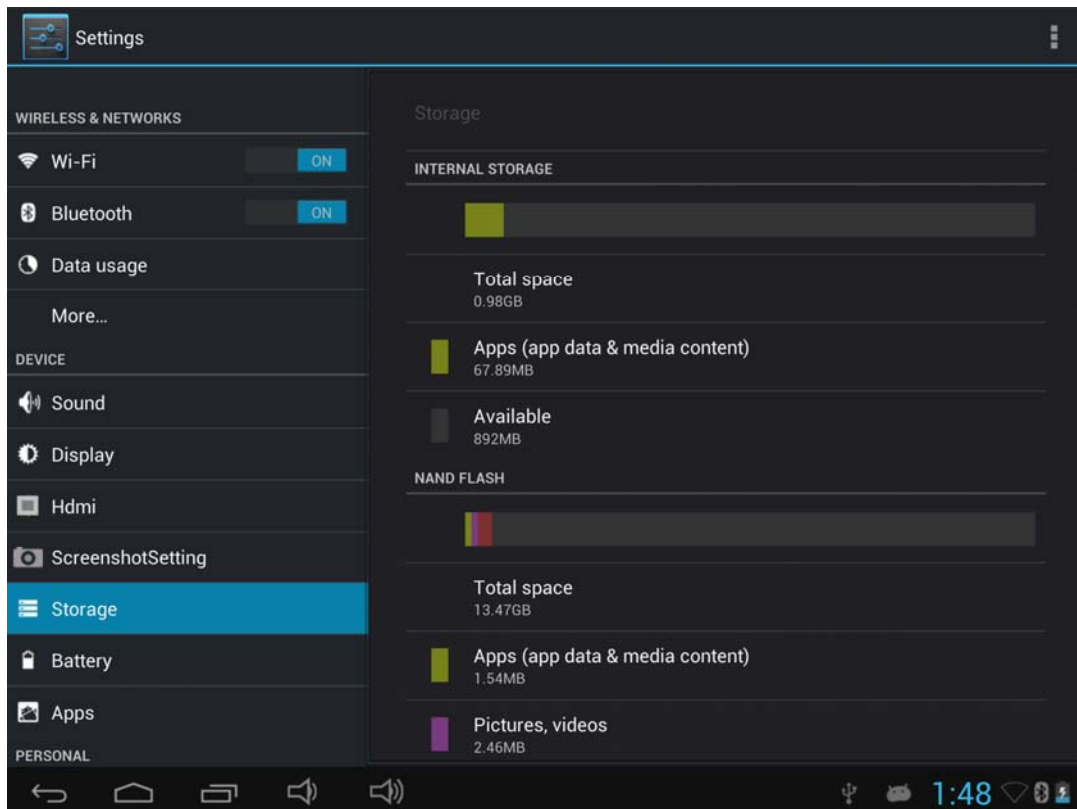 Settings
WIRELESS & NETWORKS
Wi-Fi
ON
Bluetooth
ON
Data usage
More...
DEVICE
Sound
Display
Hdmi
ScreenshotSetting
Storage
Battery
Apps
PERSONAL
Storage
INTERNAL STORAGE
Total space
0.98GB
Apps (app data & media content)
67.89MB
Available
892MB
NAND FLASH
Total space
13.47GB
Apps (app data & media content)
1.54MB
Pictures, videos
2.46MB
1:48